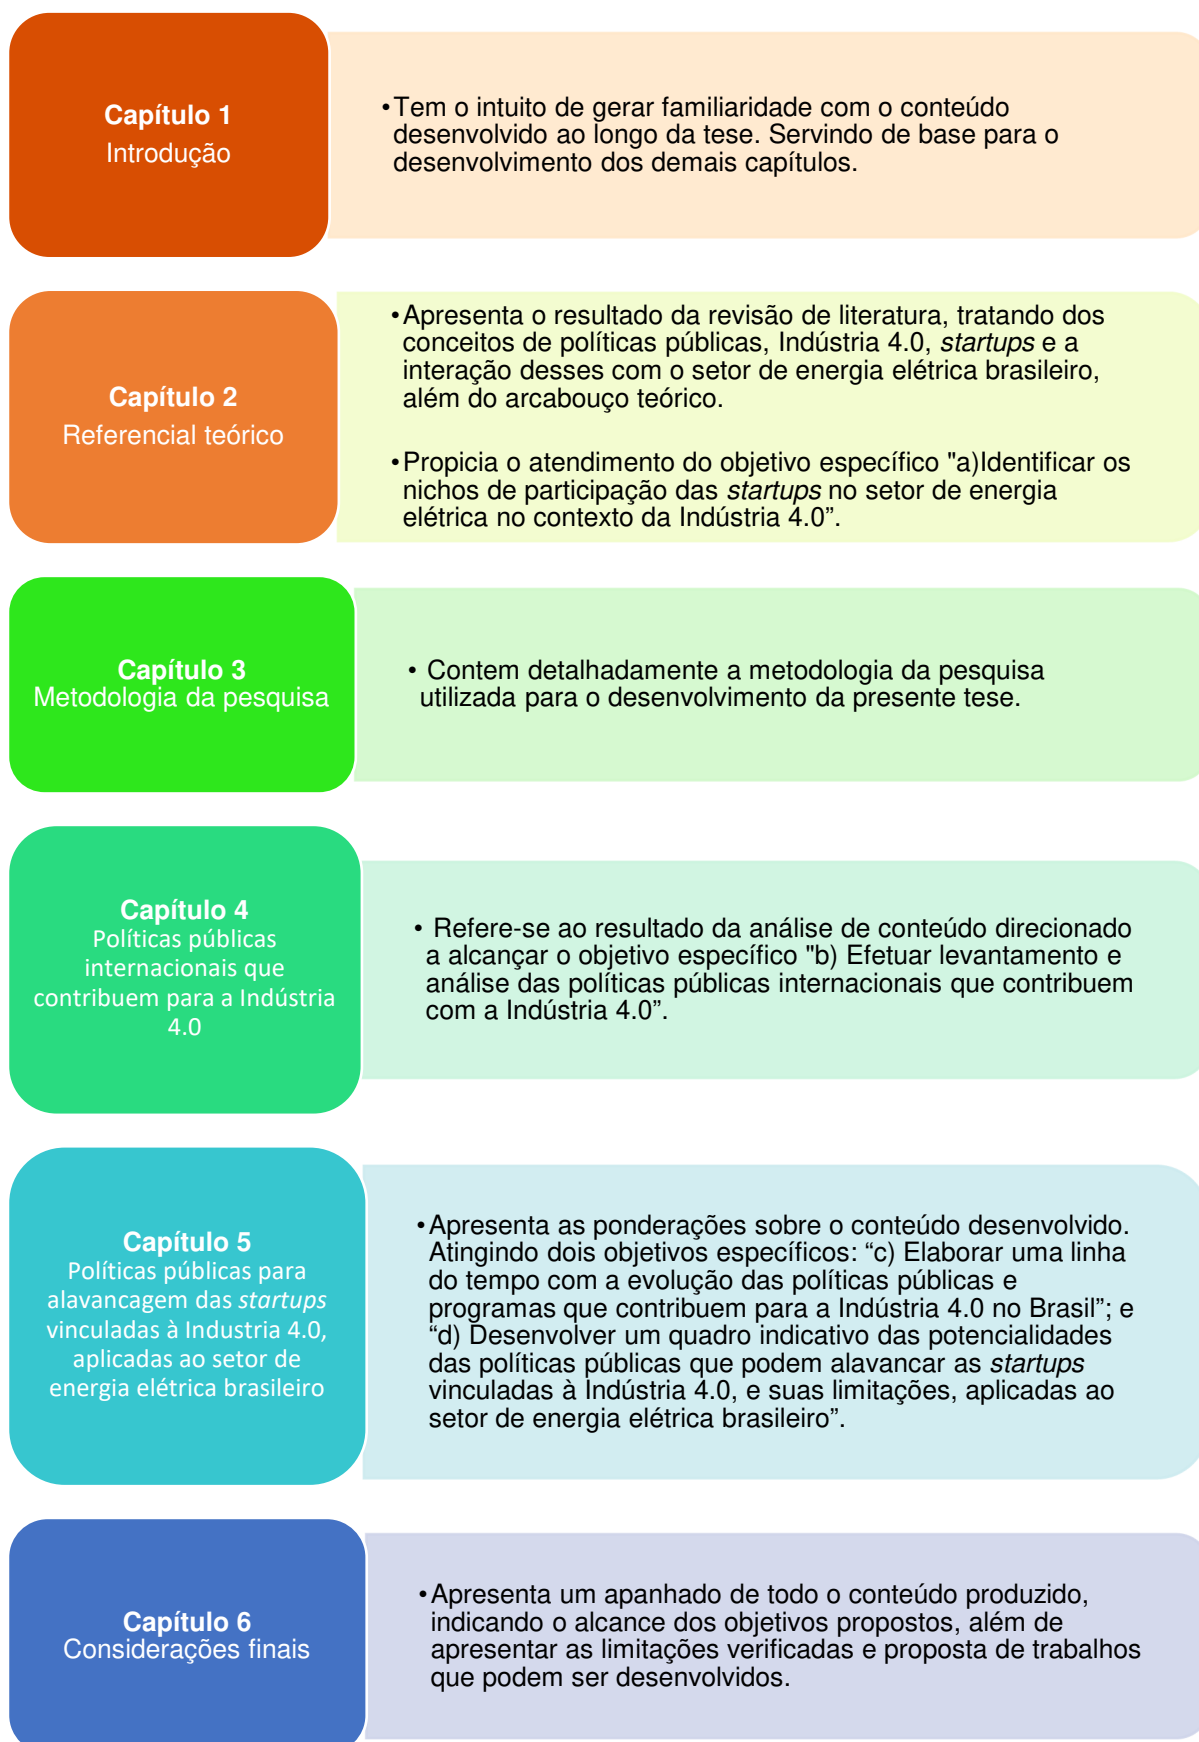 Capítulo 1
Introdução
•Tem o intuito de gerar familiaridade com o conteúdo
desenvolvido ao longo da tese. Servindo de base para o
desenvolvimento dos demais capítulos.
Capítulo 2
Referencial teórico
•Apresenta o resultado da revisão de literatura, tratando dos
conceitos de políticas públicas, Indústria 4.0, startups e a
interação desses com o setor de energia elétrica brasileiro,
além do arcabouço teórico.
•Propicia o atendimento do objetivo específico "a)Identificar os
nichos de participação das startups no setor de energia
elétrica no contexto da Indústria 4.0”.
Capítulo 3
Metodologia da pesquisa
• Contem detalhadamente a metodologia da pesquisa
utilizada para o desenvolvimento da presente tese.
Capítulo 4
Políticas públicas
internacionais que
contribuem para a Indústria
4.0
• Refere-se ao resultado da análise de conteúdo direcionado
a alcançar o objetivo específico "b) Efetuar levantamento e
análise das políticas públicas internacionais que contribuem
com a Indústria 4.0”.
Capítulo 5
Políticas públicas para
alavancagem das startups
vinculadas à Industria 4.0,
aplicadas ao setor de
energia elétrica brasileiro
•Apresenta as ponderações sobre o conteúdo desenvolvido.
Atingindo dois objetivos específicos: “c) Elaborar uma linha
do tempo com a evolução das políticas públicas e
programas que contribuem para a Indústria 4.0 no Brasil”; e
“d) Desenvolver um quadro indicativo das potencialidades
das políticas públicas que podem alavancar as startups
vinculadas à Indústria 4.0, e suas limitações, aplicadas ao
setor de energia elétrica brasileiro”.
Capítulo 6
Considerações finais
•Apresenta um apanhado de todo o conteúdo produzido,
indicando o alcance dos objetivos propostos, além de
apresentar as limitações verificadas e proposta de trabalhos
que podem ser desenvolvidos.